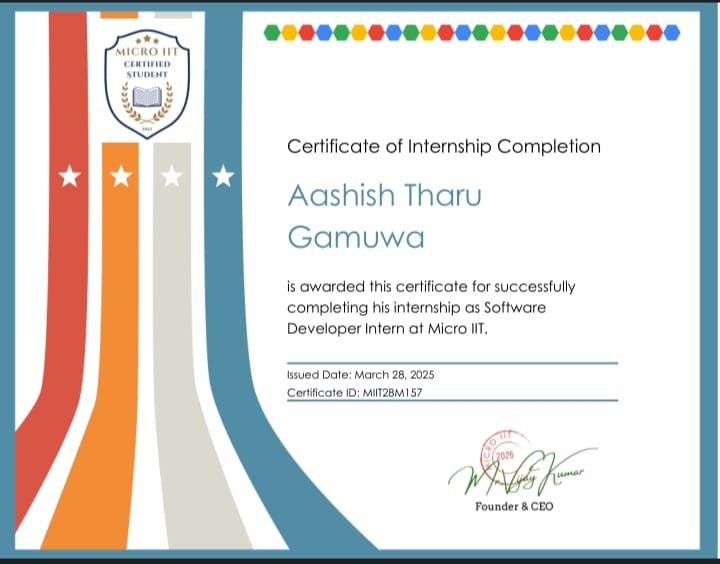 MICRO IIT
CERTIFIED
STUDENT
Certificate of Internship Completion
Aashish Tharu
Gamuwa
is awarded this certificate for successfully
completing his internship as Software
Developer Intern at Micro IIT.
Issued Date: March 28, 2025
Certificate ID: MIIT28M157
MICRO IIT
2025
Mr. Vijay Kumar
Founder & CEO